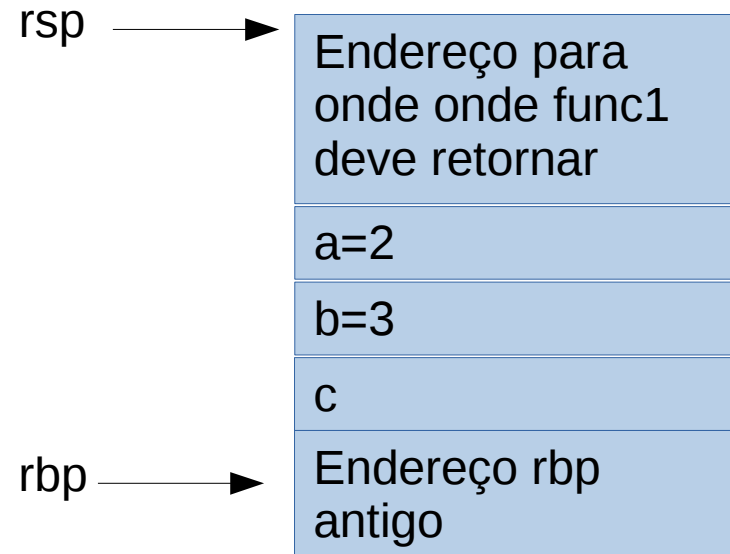 rsp
Endereço para
onde onde func1
deve retornar
a=2
b=3
c
rbp
Endereço rbp
antigo